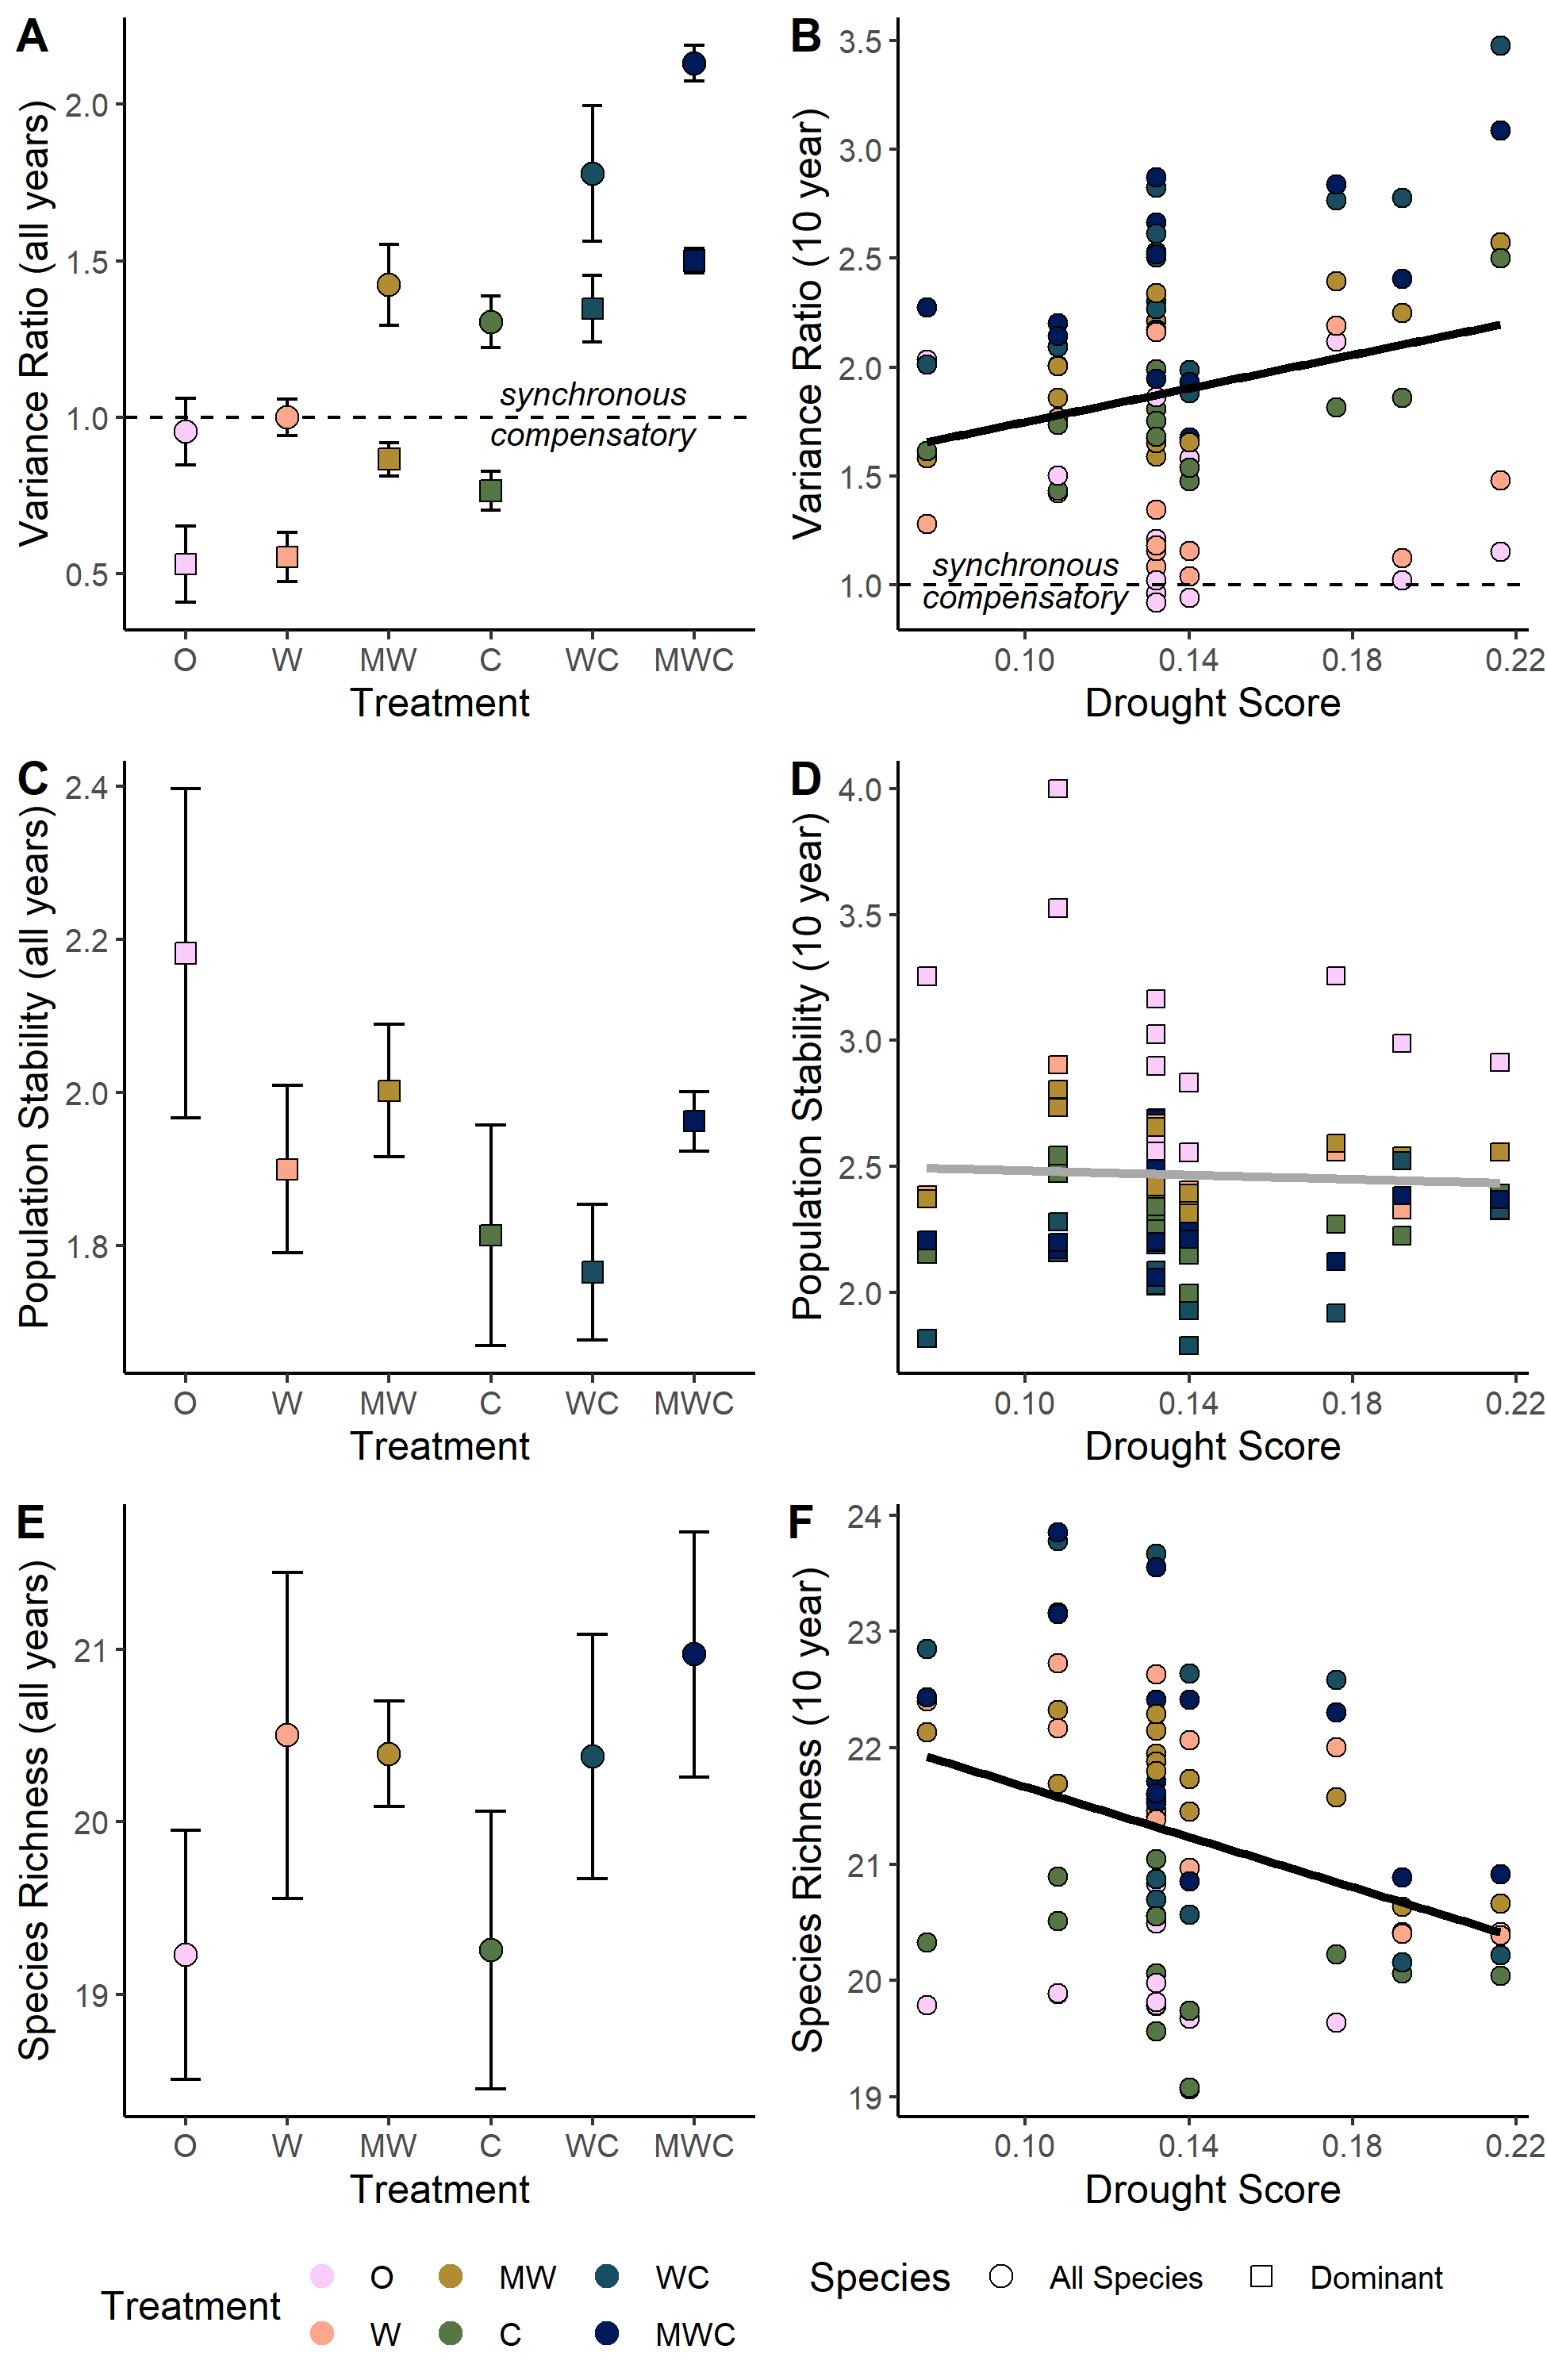 A
Variance Ratio (all years)
2.0
1.5
1.0
0.5
synchronous
compensatory
O W MW C WC MWC
Treatment
B
Variance Ratio (10 year)
3.5
3.0
2.5
2.0
1.5
1.0
synchronous
compensatory
0.10 0.14 0.18 0.22
Drought Score
C
Population Stability (all years)
2.4
2.2
2.0
1.8
O W MW C WC MWC
Treatment
D
Population Stability (10 year)
4.0
3.5
3.0
2.5
2.0
0.10 0.14 0.18 0.22
Drought Score
E
Species Richness (all years)
21
20
19
O W MW C WC MWC
Treatment
F
Species Richness (10 year)
24
23
22
21
20
19
0.10 0.14 0.18 0.22
Drought Score
Treatment
O MW WC
W C MWC
Species
All Species Dominant